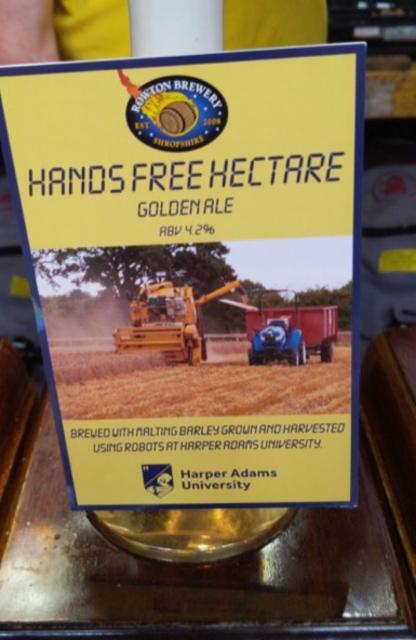 ROWTON BREWERY
EST. 2008
SHROPSHIRE
HANDS FREE HECTARE
GOLDEN ALE
ABV 4.2%
BREWED WITH MALTING BARLEY GROWN AND HARVESTED
USING ROBOTS AT HARPER ADAMS UNIVERSITY.
Harper Adams
University